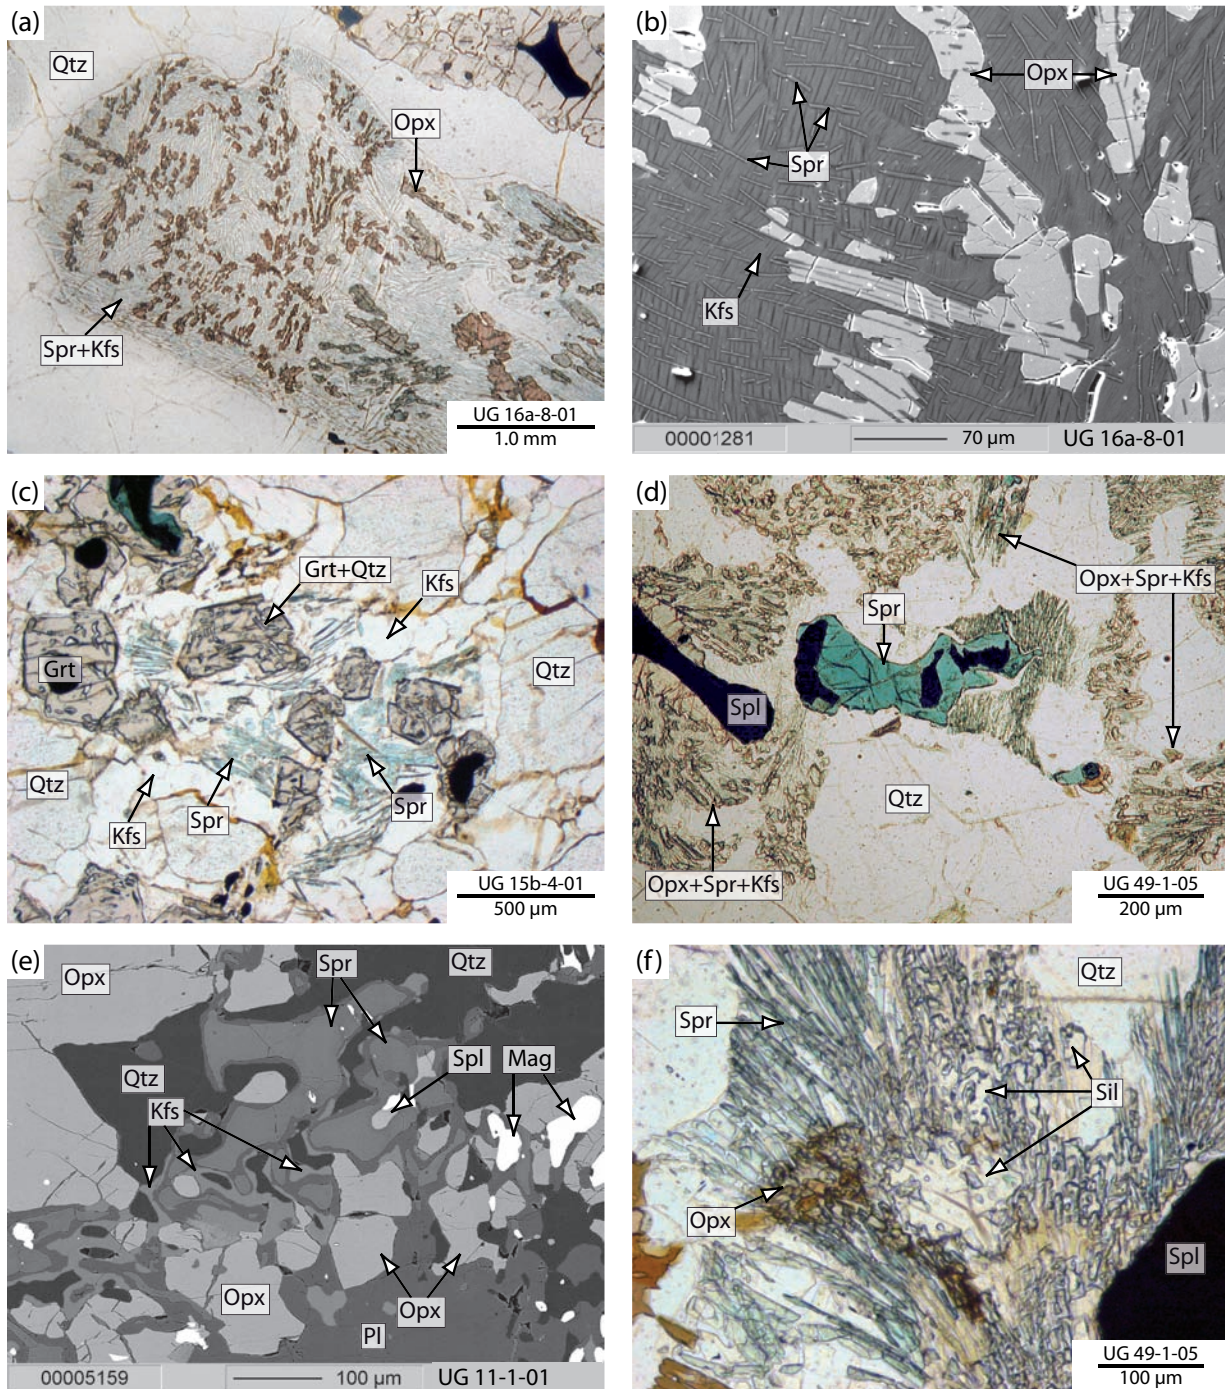 (a)
Qtz
Opx
Spr+Kfs
UG 16a-8-01
1.0 mm
(b)
Opx
Spr
Kfs
00001281
70 µm
UG 16a-8-01
(c)
Grt+Qtz
Kfs
Grt
Qtz
Qtz
Kfs
Spr
Spr
UG 15b-4-01
500 µm
(d)
Opx+Spr+Kfs
Spr
Spl
Qtz
Opx+Spr+Kfs
UG 49-1-05
200 µm
(e)
Opx
Spr
Qtz
Spl
Mag
Qtz
Kfs
Opx
Opx
Pl
00005159
100 µm
UG 11-1-01
(f)
Qtz
Spr
Sil
Opx
Spl
UG 49-1-05
100 µm